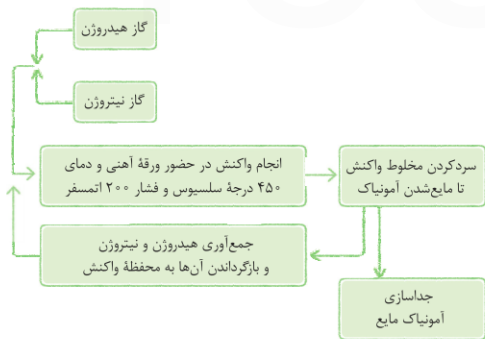 گاز هیدروژن
گاز نیتروژن
انجام واکنش در حضور ورقهٔ آهنی و دمای
۴۵۰ درجهٔ سلسیوس و فشار ۲۰۰ اتمسفر
سردکردن مخلوط واکنش
تا مایع‌شدن آمونیاک
جمع‌آوری هیدروژن و نیتروژن
و بازگرداندن آن‌ها به محفظهٔ واکنش
جداسازی
آمونیاک مایع